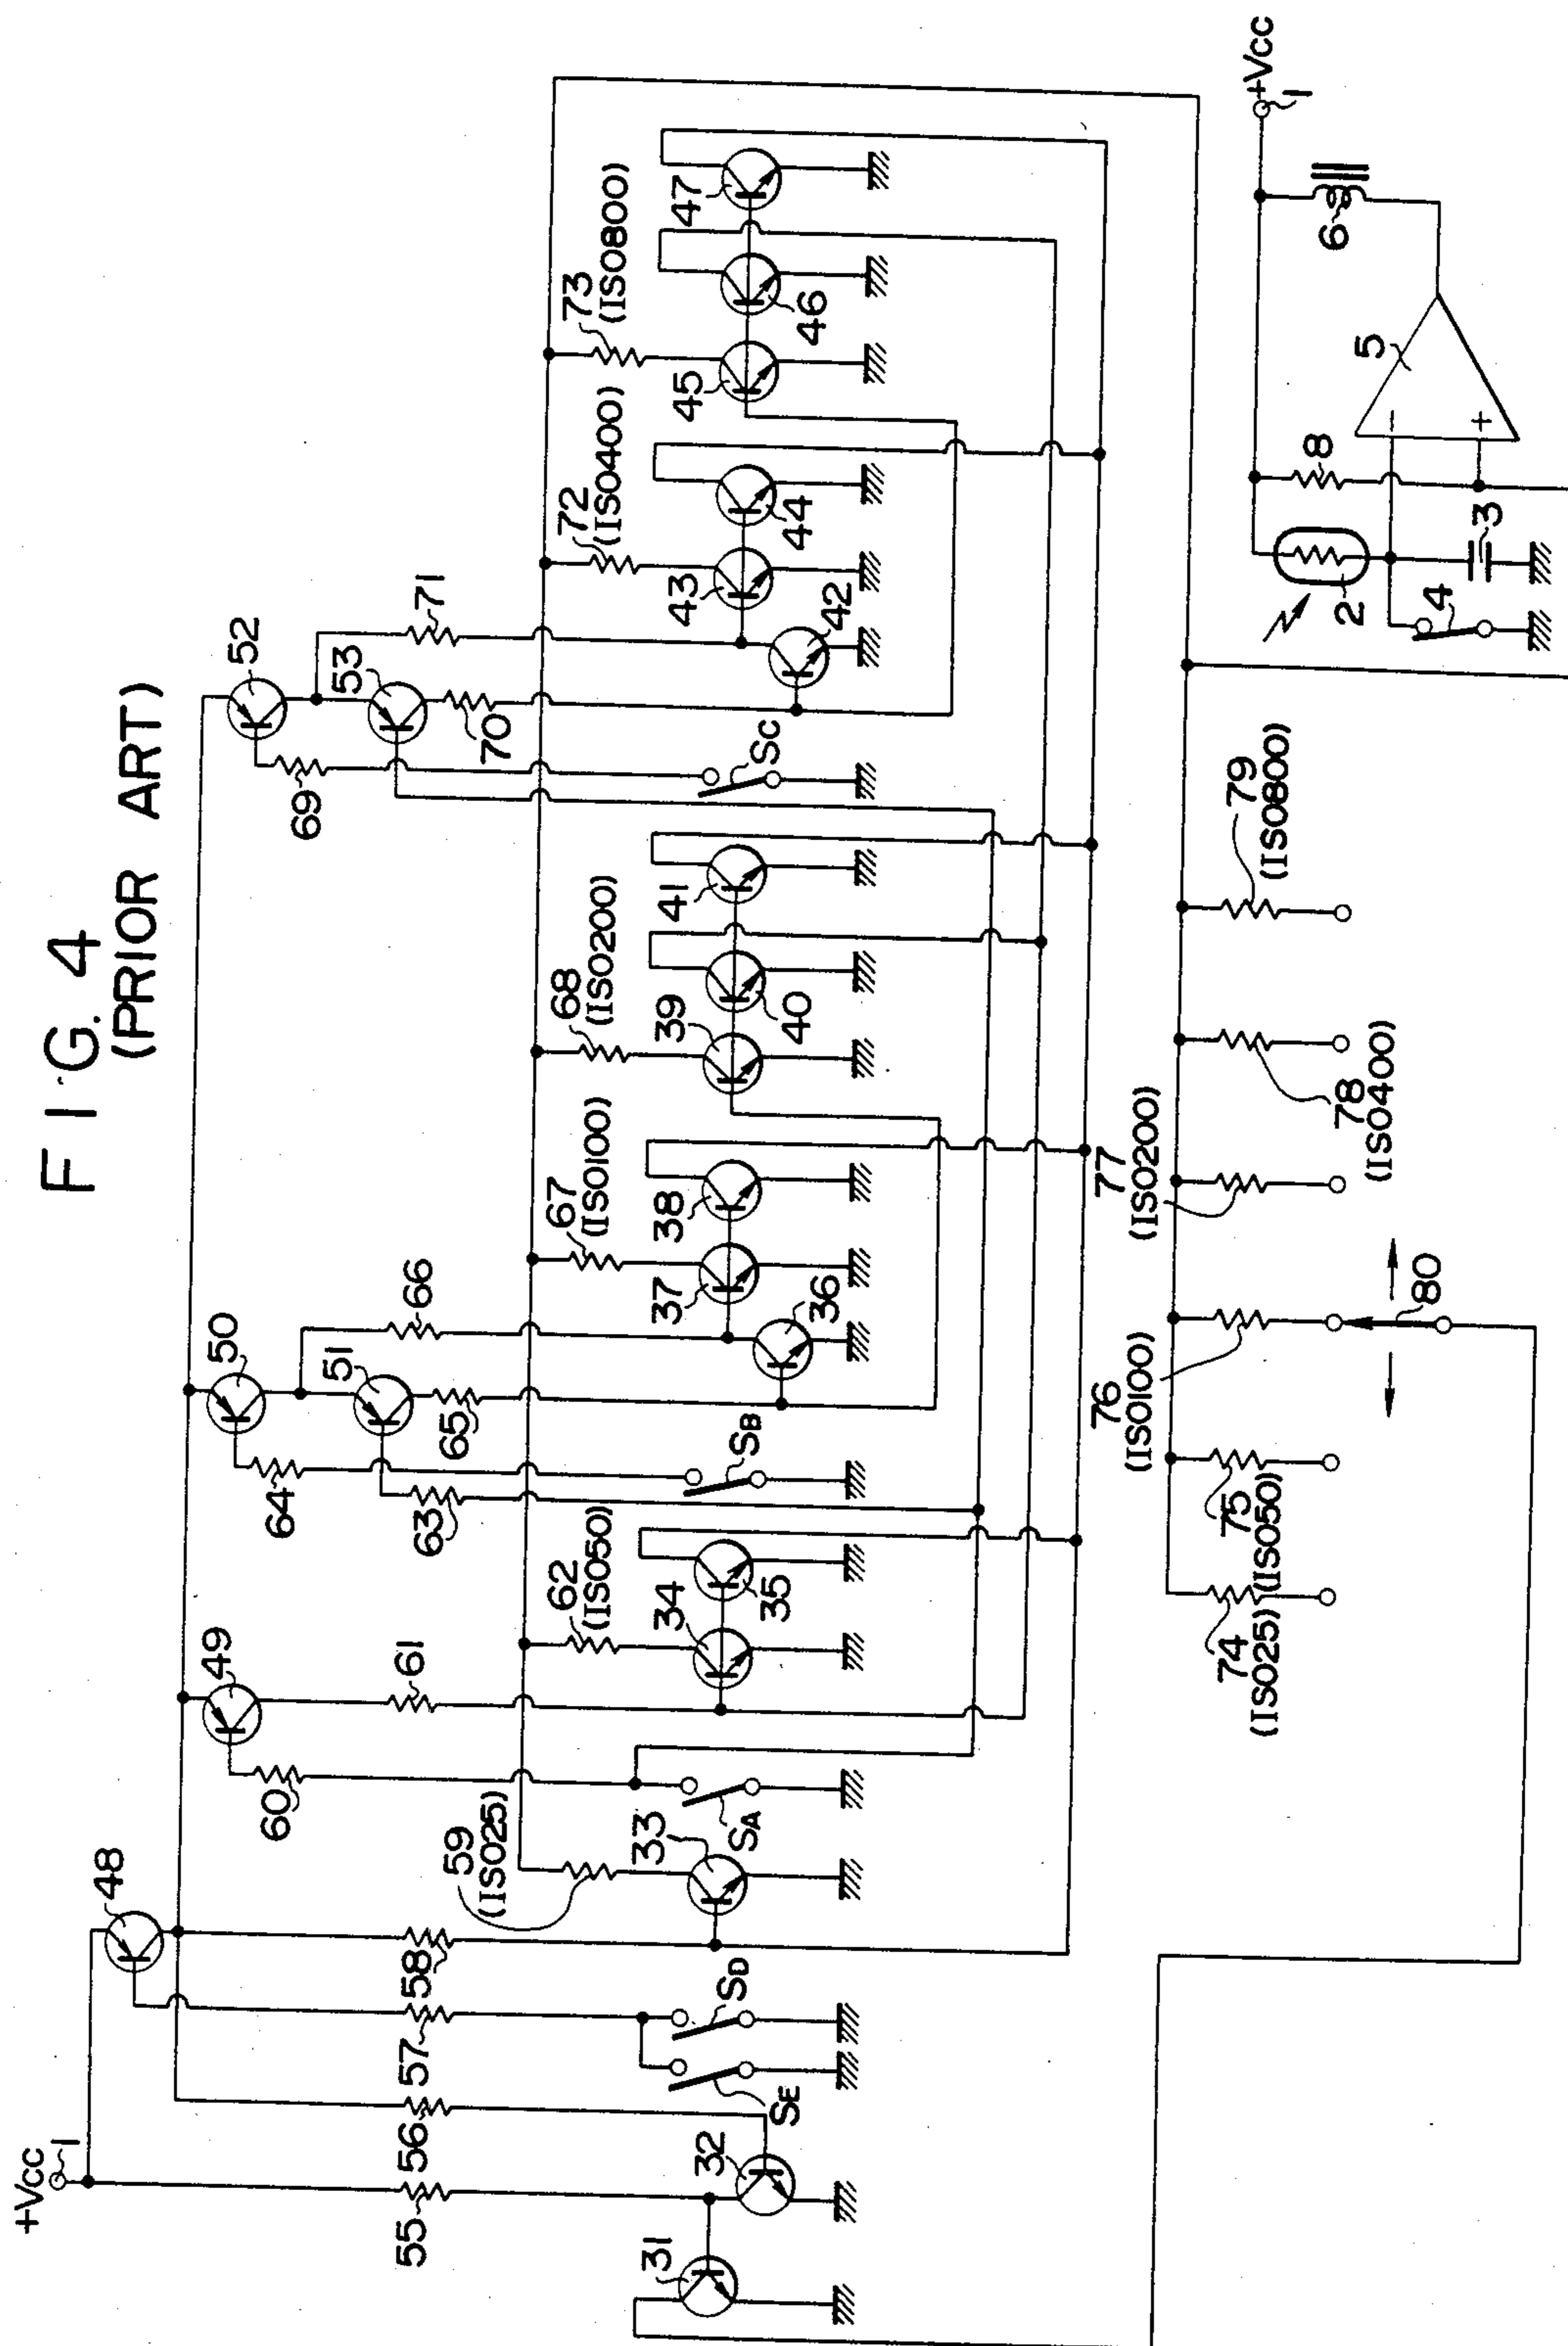 FIG. 4
(PRIOR ART)
+Vcc
1
48
49
50
51
52
53
55
56
57
58
59
(ISO25)
60
61
62
(ISO50)
63
64
65
66
67
(ISO100)
68
(ISO200)
69
70
71
72
(ISO400)
73
(ISO800)
31
32
33
34
35
36
37
38
39
40
41
42
43
44
45
46
47
SE
SD
SA
SB
SC
74
(ISO25)
75
(ISO50)
76
(ISO100)
77
(ISO200)
78
(ISO400)
79
(ISO800)
80
+Vcc
1
2
3
4
5
6
8
−
+